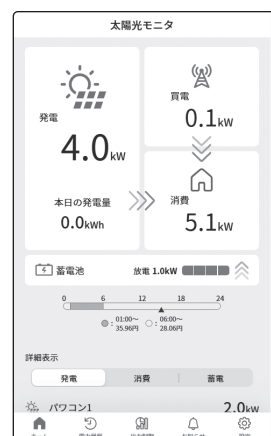 太陽光モニタ
発電
4.0kW
本日の発電量
0.0kWh
買電
0.1kW
消費
5.1kW
蓄電池
放電 1.0kW
0 6 12 18 24
: 01:00～ 35.96円
: 06:00～ 28.06円
詳細表示
発電 消費 蓄電
パワコン1 2.0kW